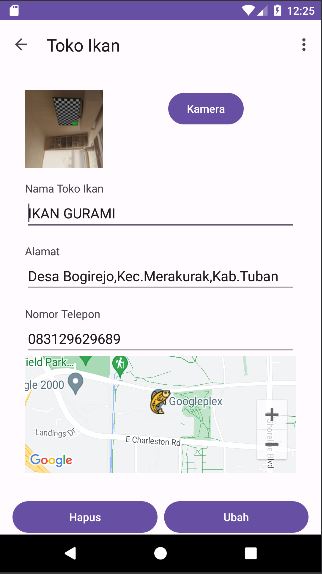 12:25
Toko Ikan
Kamera
Nama Toko Ikan
IKAN GURAMI
Alamat
Desa Bogirejo,Kec.Merakurak,Kab.Tuban
Nomor Telepon
083129629689
ield Park...
gle 2000
Googleplex
Landings Dr
E Charleston Rd
Google
Hapus
Ubah